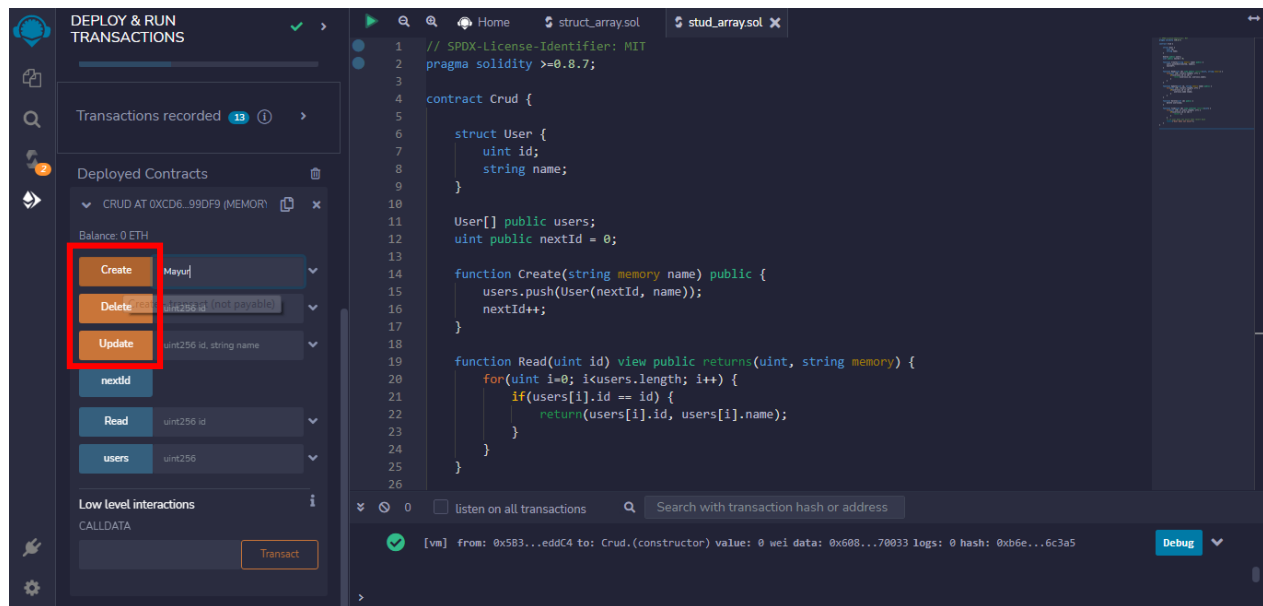 DEPLOY & RUN
TRANSACTIONS
Transactions recorded 13 i
Deployed Contracts
CRUD AT 0XCD6...99DF9 (MEMORY
Balance: 0 ETH
Create Mayur
Delete uint256 id
Create - transact (not payable)
Update uint256 id, string name
nextId
Read uint256 id
users uint256
Low level interactions i
CALLDATA
Transact
2
Home struct_array.sol stud_array.sol
1 // SPDX-License-Identifier: MIT
2 pragma solidity >=0.8.7;
3
4 contract Crud {
5
6 struct User {
7 uint id;
8 string name;
9 }
10
11 User[] public users;
12 uint public nextId = 0;
13
14 function Create(string memory name) public {
15 users.push(User(nextId, name));
16 nextId++;
17 }
18
19 function Read(uint id) view public returns(uint, string memory) {
20 for(uint i=0; i<users.length; i++) {
21 if(users[i].id == id) {
22 return(users[i].id, users[i].name);
23 }
24 }
25 }
26
0 listen on all transactions Search with transaction hash or address
[vm] from: 0x5B3...eddC4 to: Crud.(constructor) value: 0 wei data: 0x608...70033 logs: 0 hash: 0xb6e...6c3a5 Debug
>